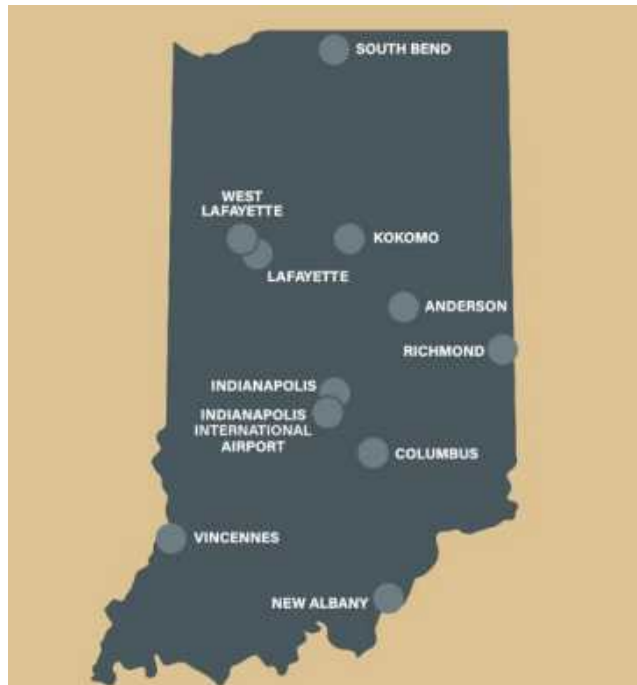 SOUTH BEND
WEST
LAFAYETTE
KOKOMO
LAFAYETTE
ANDERSON
RICHMOND
INDIANAPOLIS
INDIANAPOLIS
INTERNATIONAL
AIRPORT
COLUMBUS
VINCENNES
NEW ALBANY